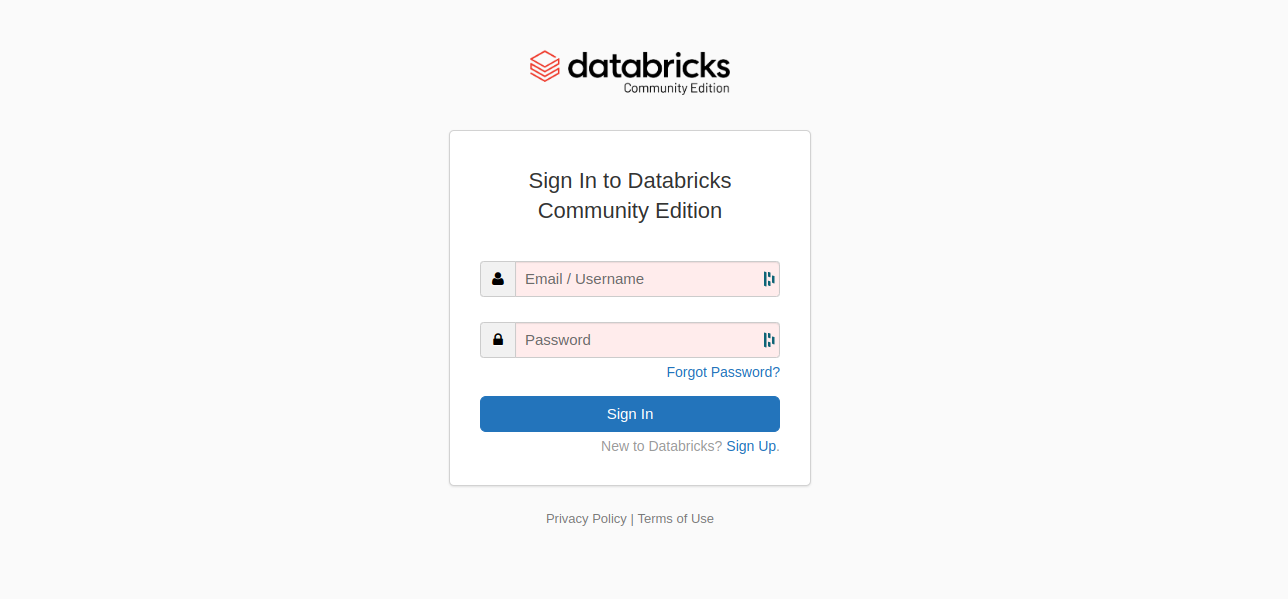 databricks
Community Edition
Sign In to Databricks
Community Edition
Email / Username
Password
Forgot Password?
Sign In
New to Databricks? Sign Up.
Privacy Policy | Terms of Use